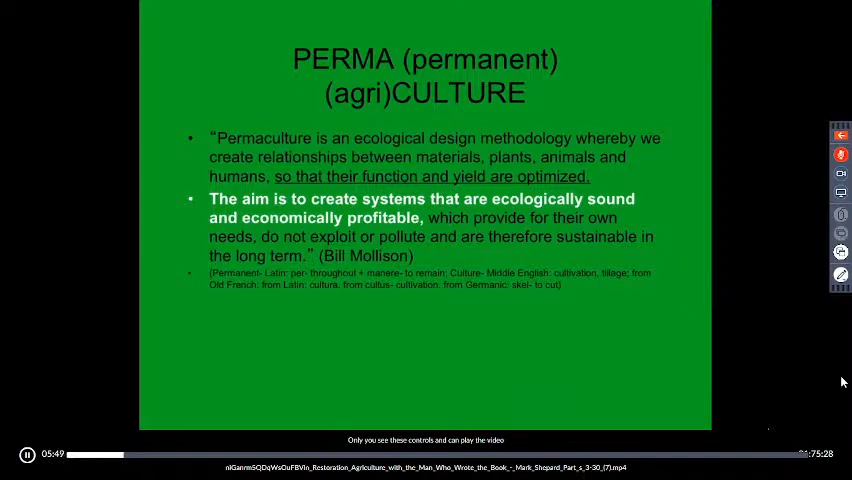 PERMA (permanent)
(agri)CULTURE
• “Permaculture is an ecological design methodology whereby we
create relationships between materials, plants, animals and
humans, so that their function and yield are optimized.
• The aim is to create systems that are ecologically sound
and economically profitable, which provide for their own
needs, do not exploit or pollute and are therefore sustainable in
the long term.” (Bill Mollison)
• (Permanent- Latin: per- throughout + manere- to remain; Culture- Middle English: cultivation, tillage; from
Old French: from Latin: cultura, from cultus- cultivation, from Germanic: skel- to cut)
Only you see these controls and can play the video
05:49